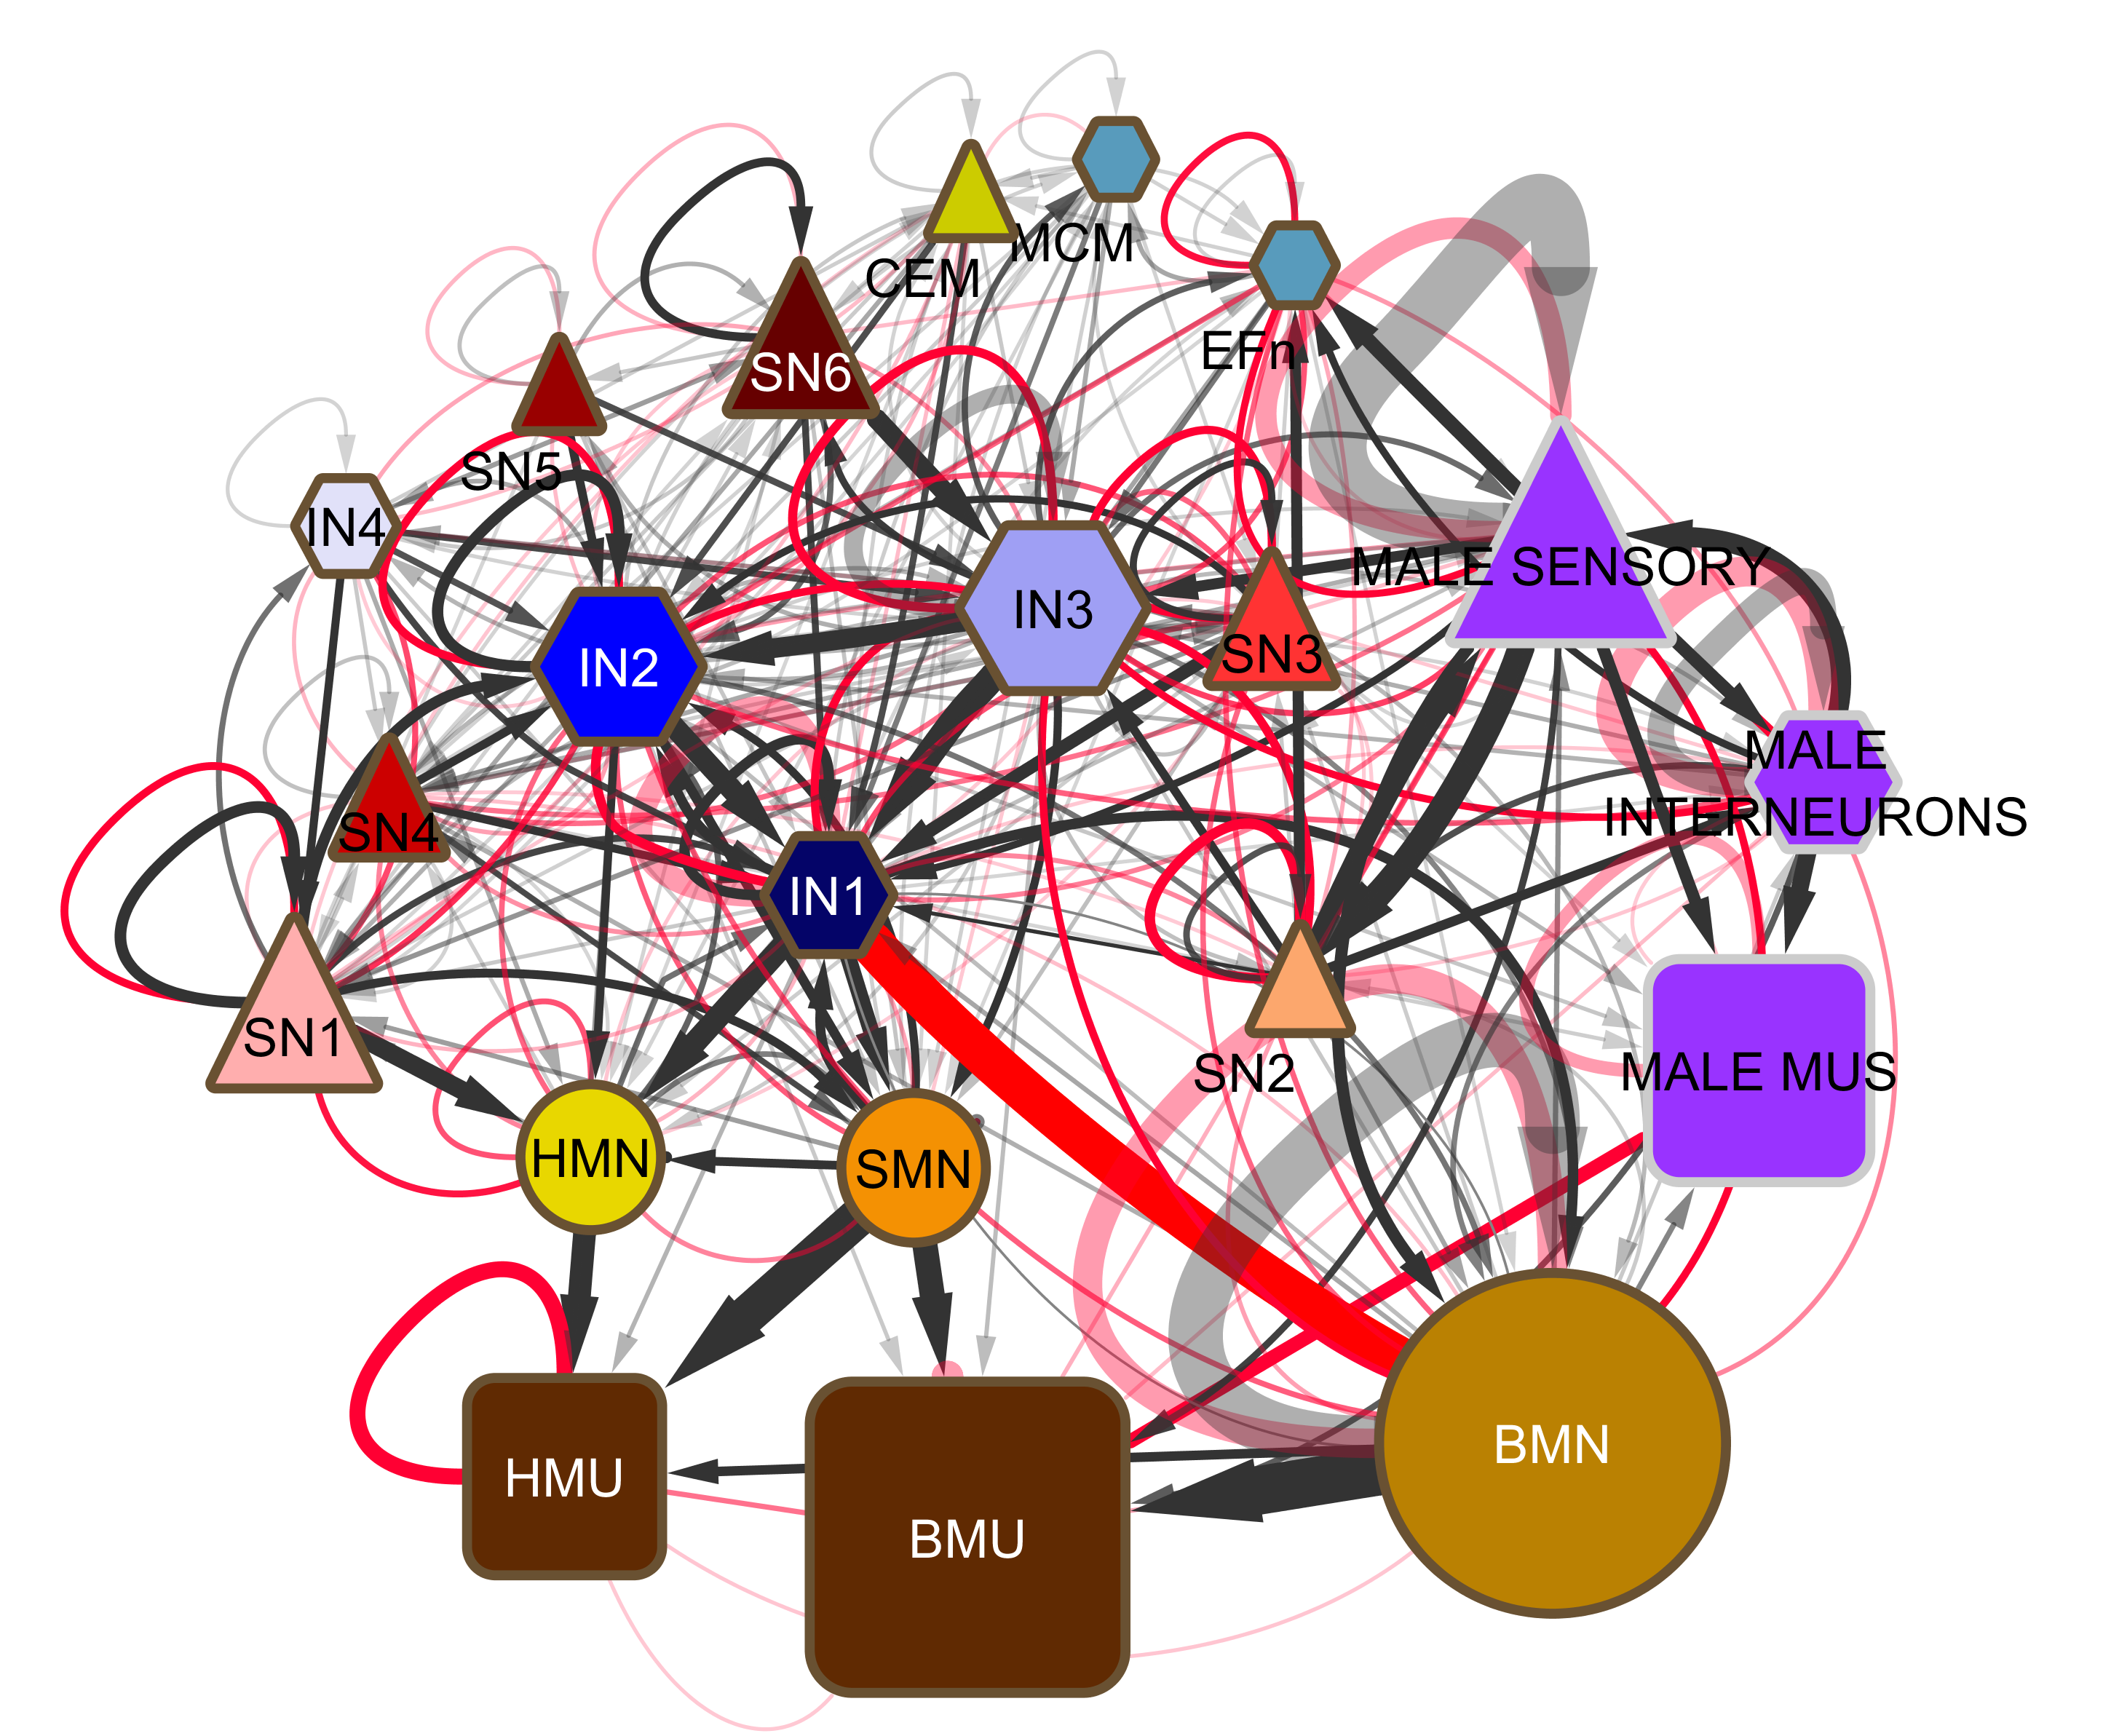 MCM
CEM
EFn
SN6
SN5
IN4
MALE SENSORY
IN3
SN3
IN2
MALE
INTERNEURONS
SN4
IN1
SN1
SN2
MALE MUS
HMN
SMN
BMN
HMU
BMU